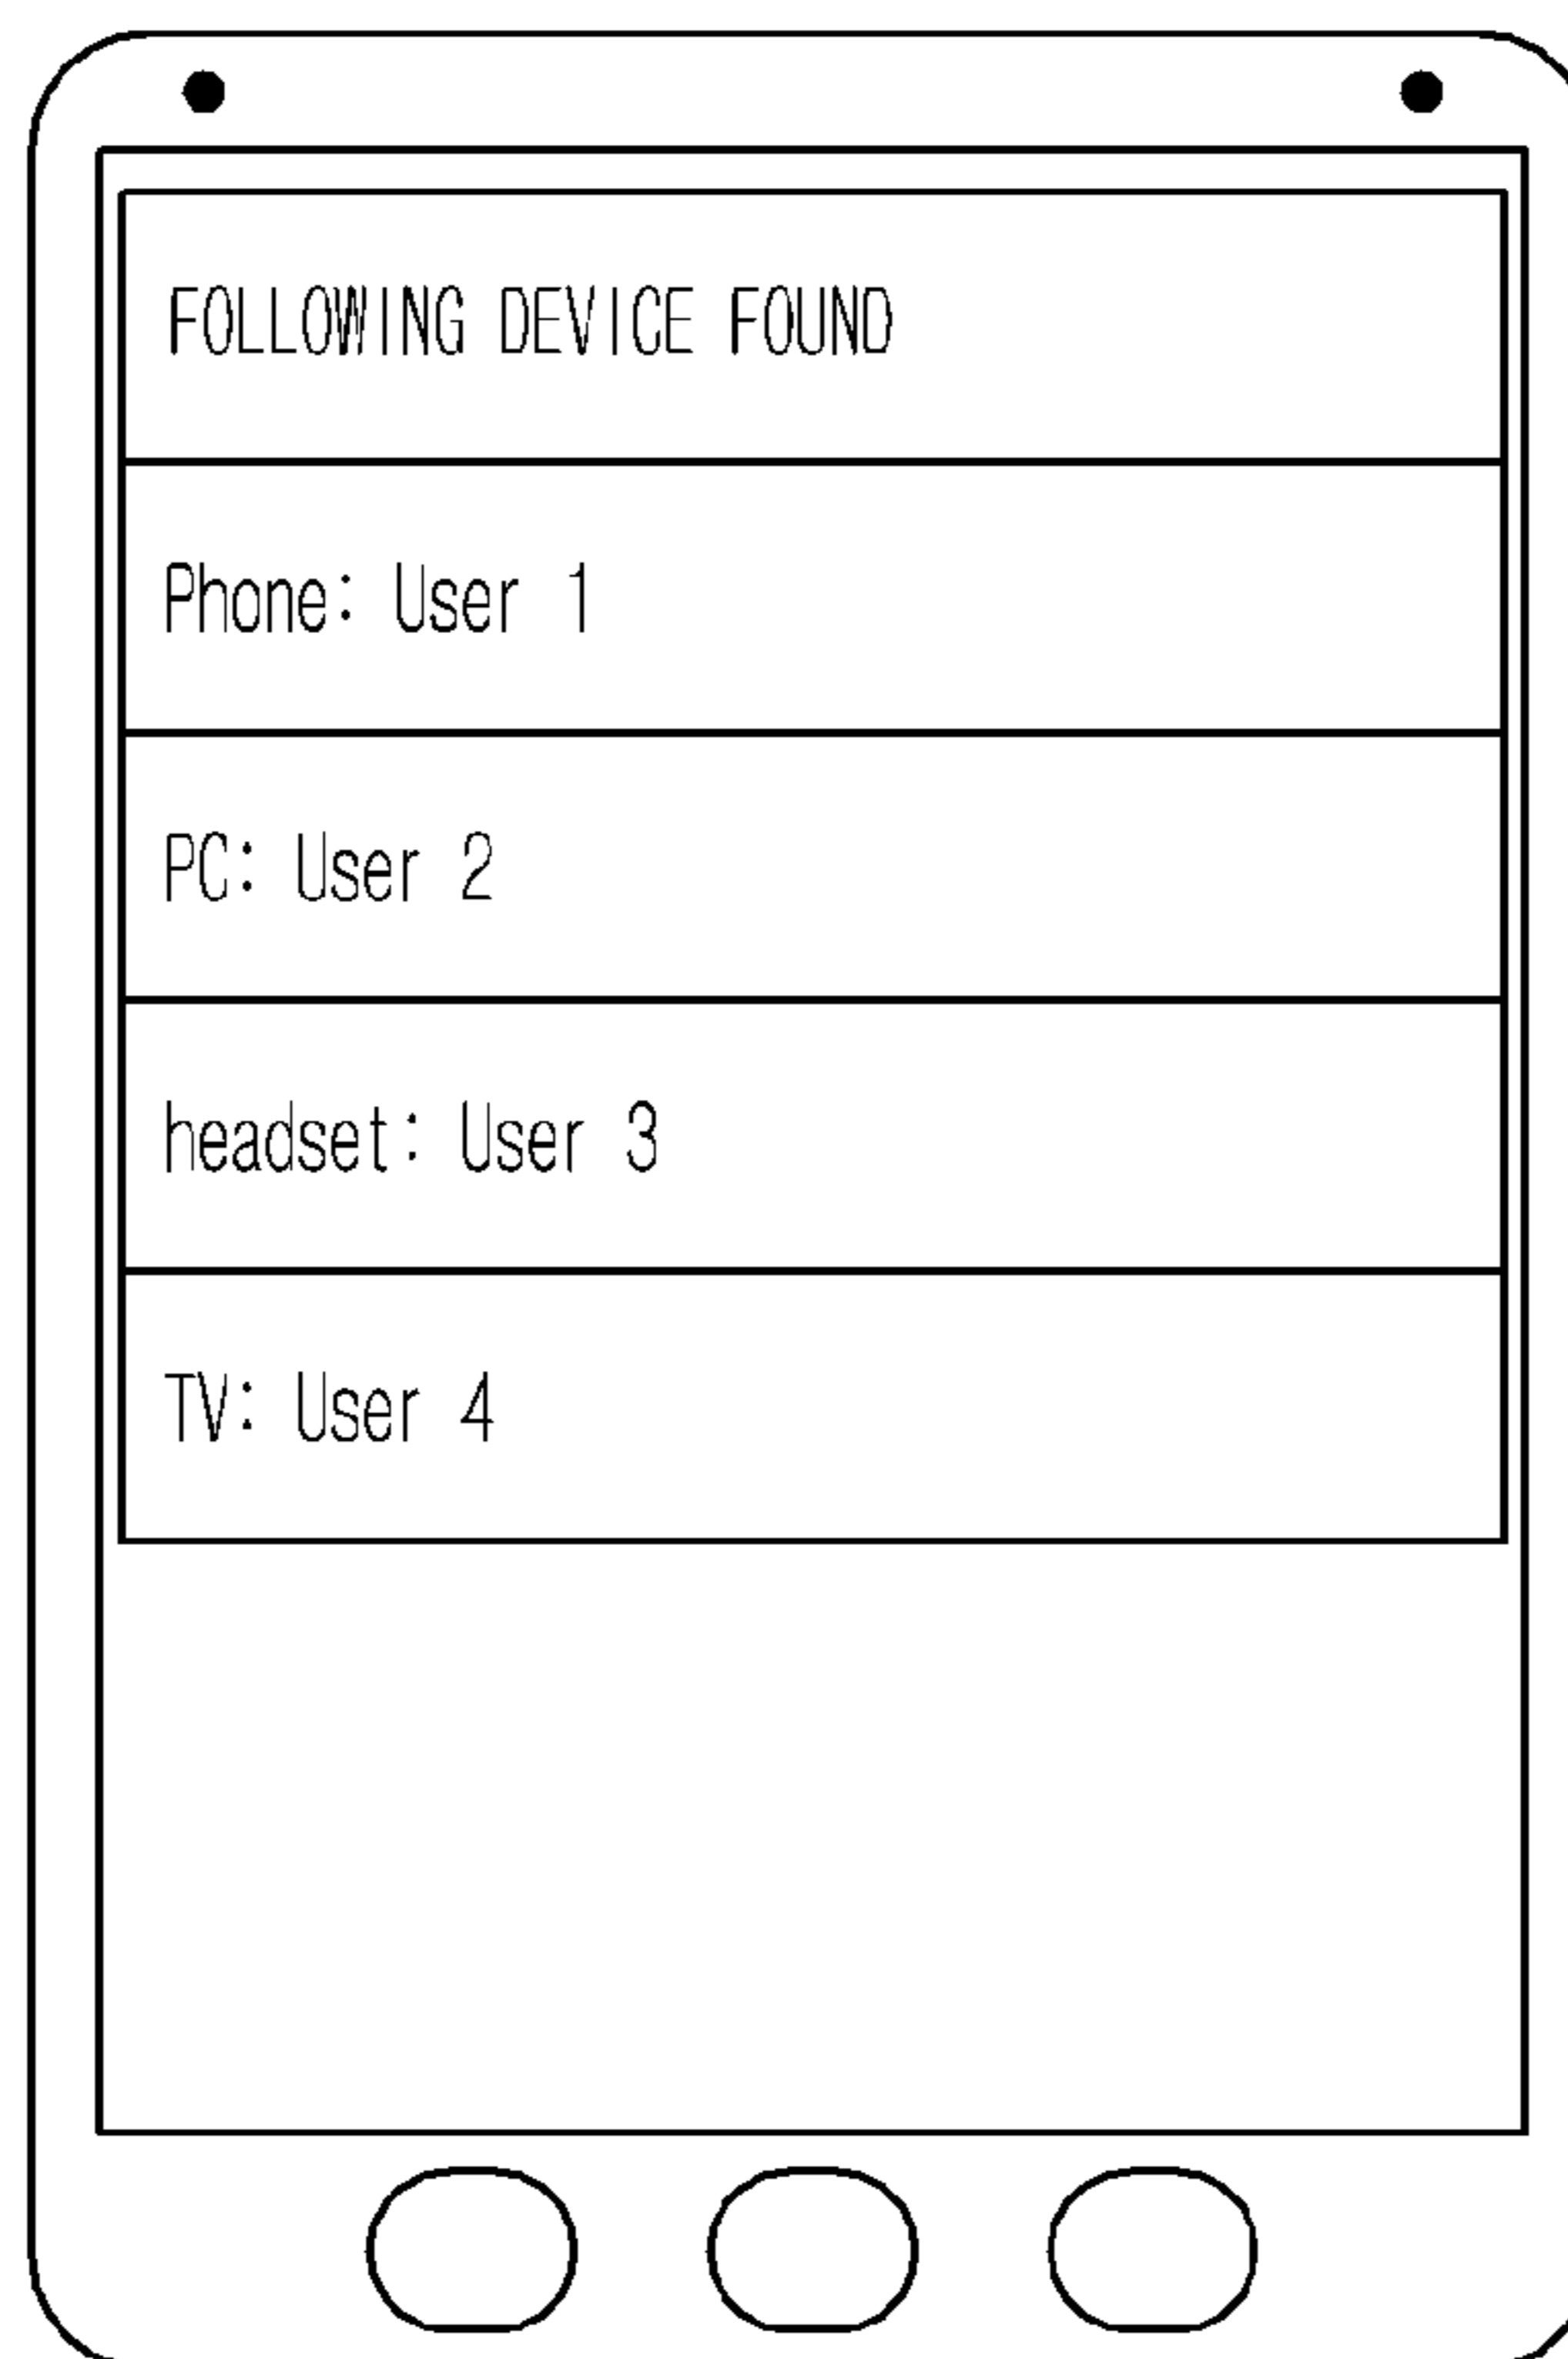 FOLLOWING DEVICE FOUND
Phone: User 1
PC: User 2
headset: User 3
TV: User 4